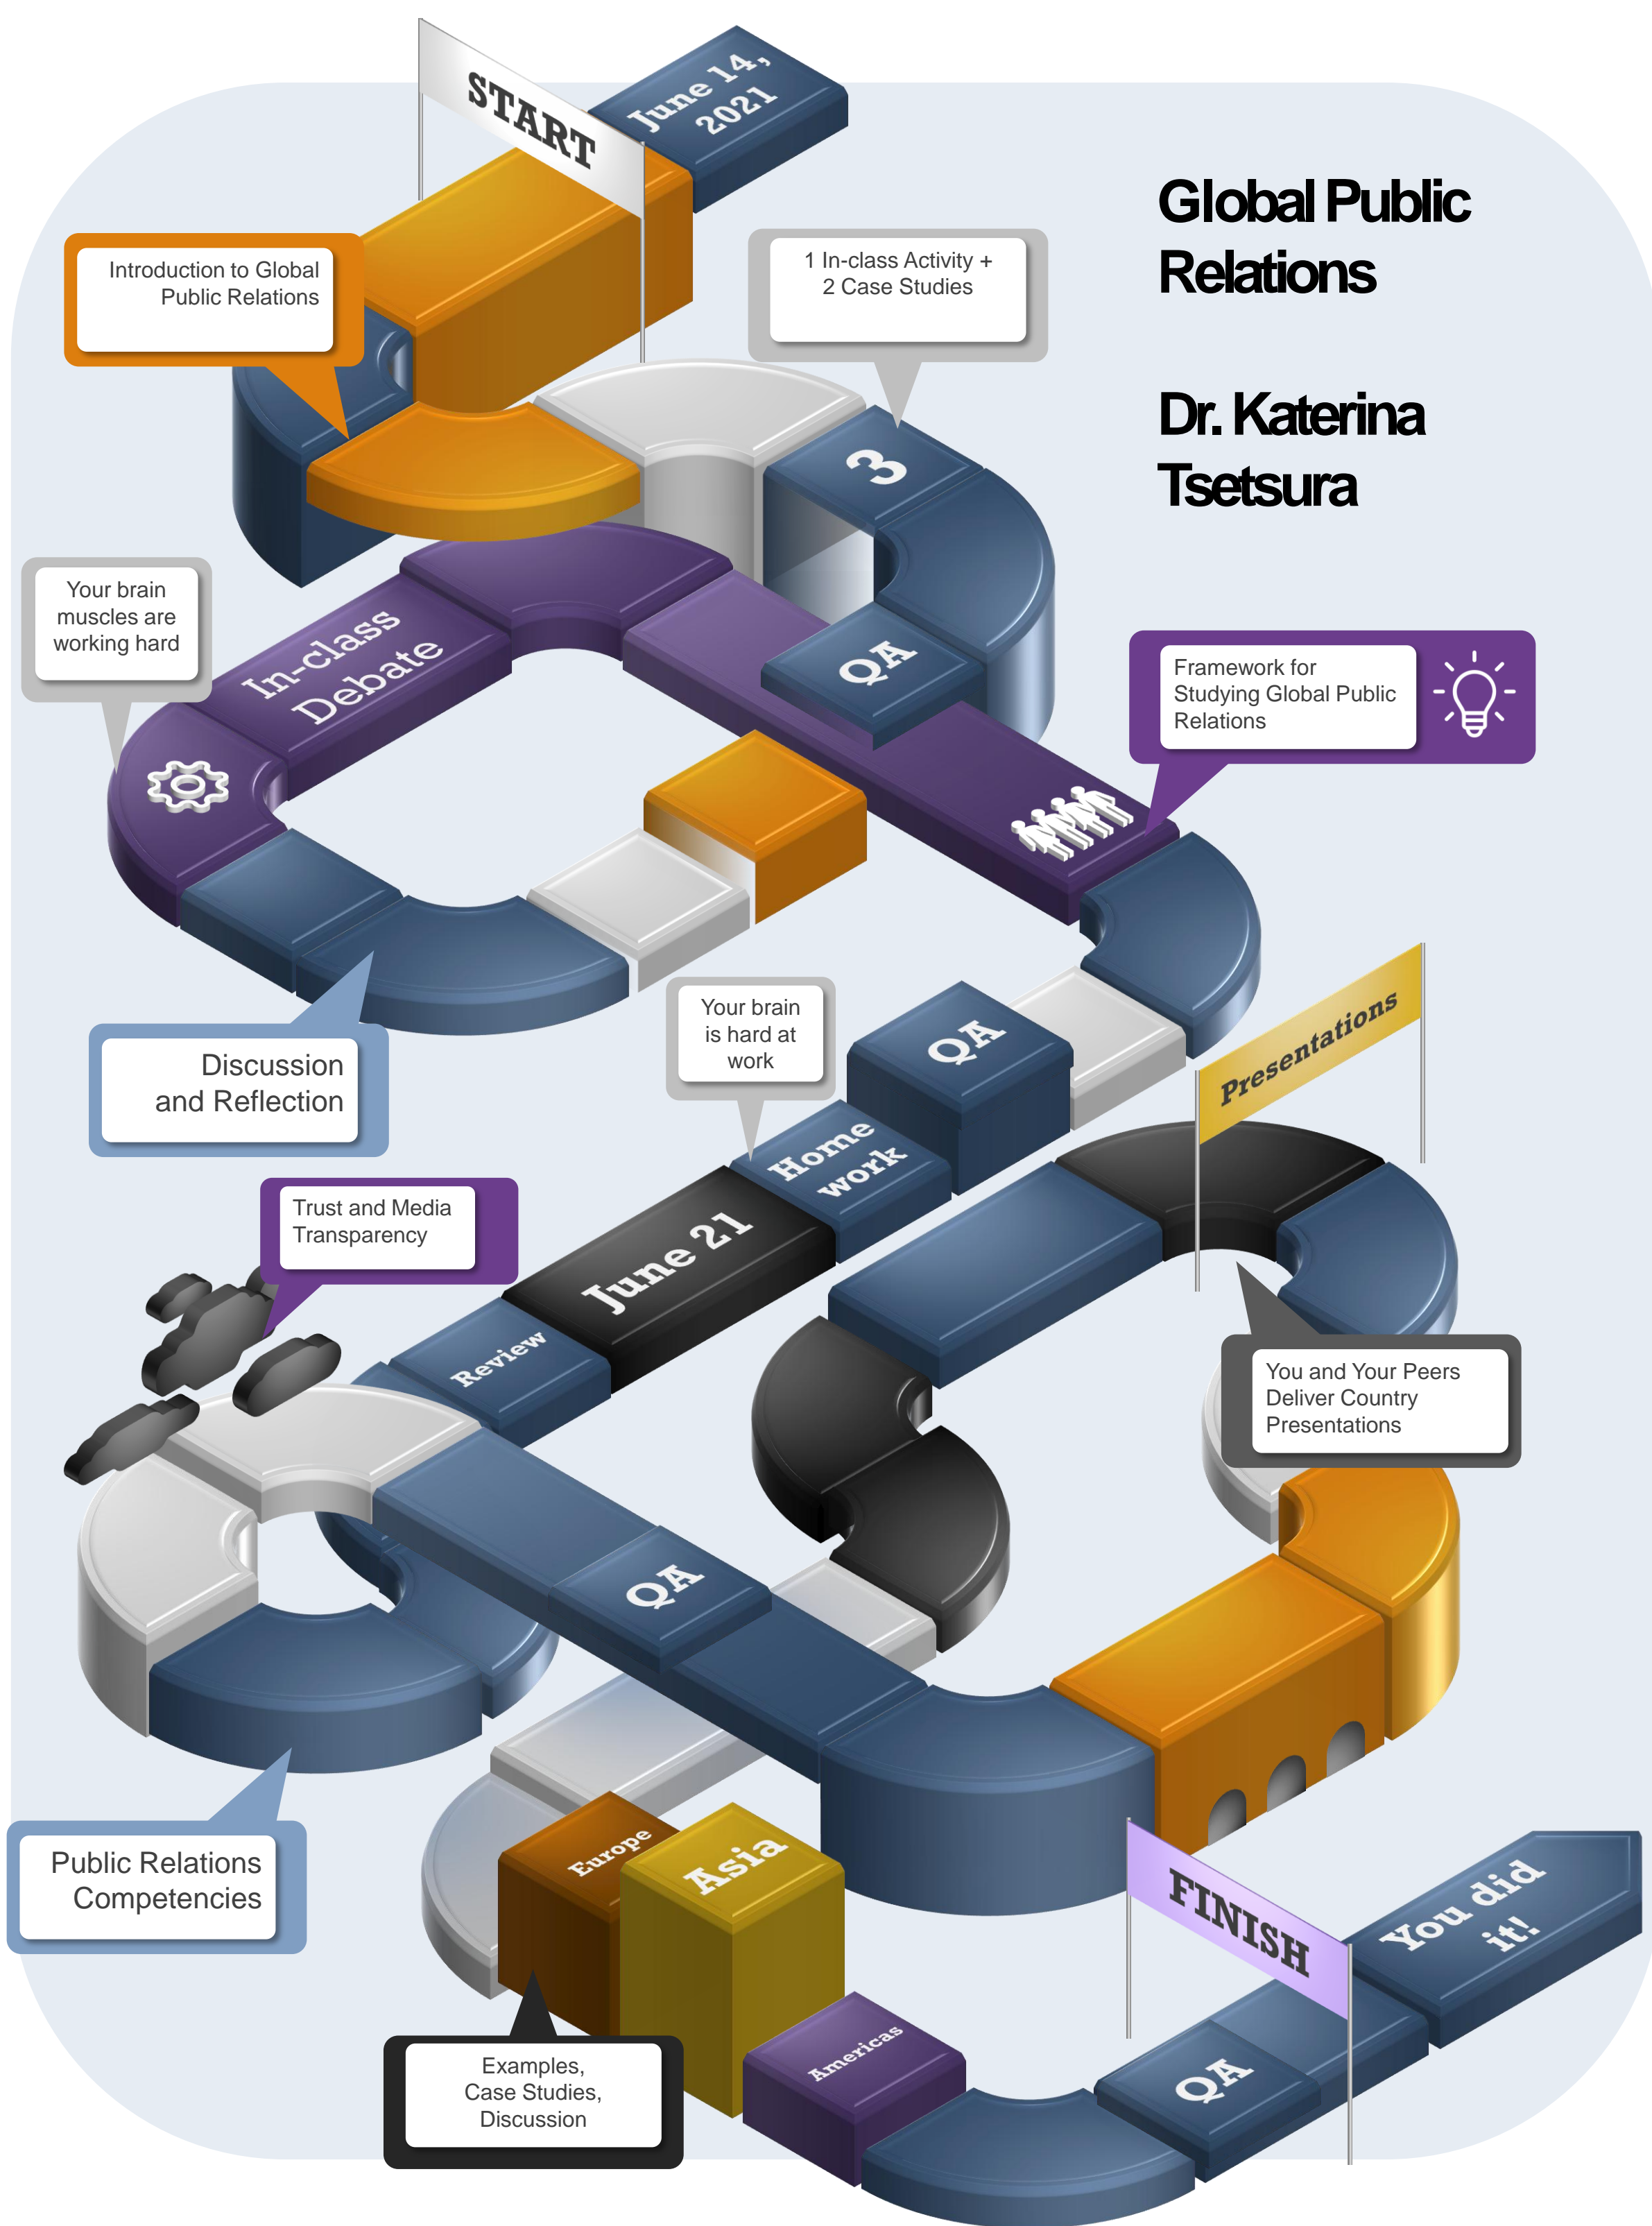 START
June 14,
2021
Global Public
Relations
Dr. Katerina
Tsetsura
Introduction to Global
Public Relations
1 In-class Activity +
2 Case Studies
3
QA
Your brain
muscles are
working hard
In-class
Debate
Framework for
Studying Global Public
Relations
Discussion
and Reflection
Your brain
is hard at
work
QA
Home
work
June 21
Review
Presentations
Trust and Media
Transparency
You and Your Peers
Deliver Country
Presentations
QA
Public Relations
Competencies
Europe
Asia
Americas
Examples,
Case Studies,
Discussion
FINISH
QA
You did
it!